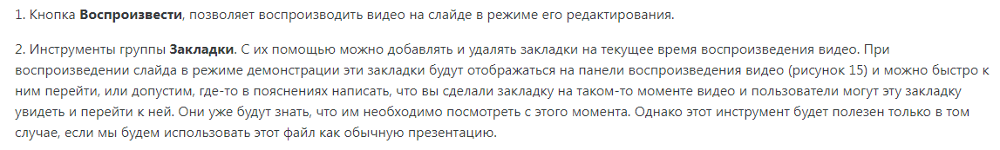 1. Кнопка Воспроизвести, позволяет воспроизводить видео на слайде в режиме его редактирования.
2. Инструменты группы Закладки. С их помощью можно добавлять и удалять закладки на текущее время воспроизведения видео. При
воспроизведении слайда в режиме демонстрации эти закладки будут отображаться на панели воспроизведения видео (рисунок 15) и можно быстро к
ним перейти, или допустим, где-то в пояснениях написать, что вы сделали закладку на таком-то моменте видео и пользователи могут эту закладку
увидеть и перейти к ней. Они уже будут знать, что им необходимо посмотреть с этого момента. Однако этот инструмент будет полезен только в том
случае, если мы будем использовать этот файл как обычную презентацию.